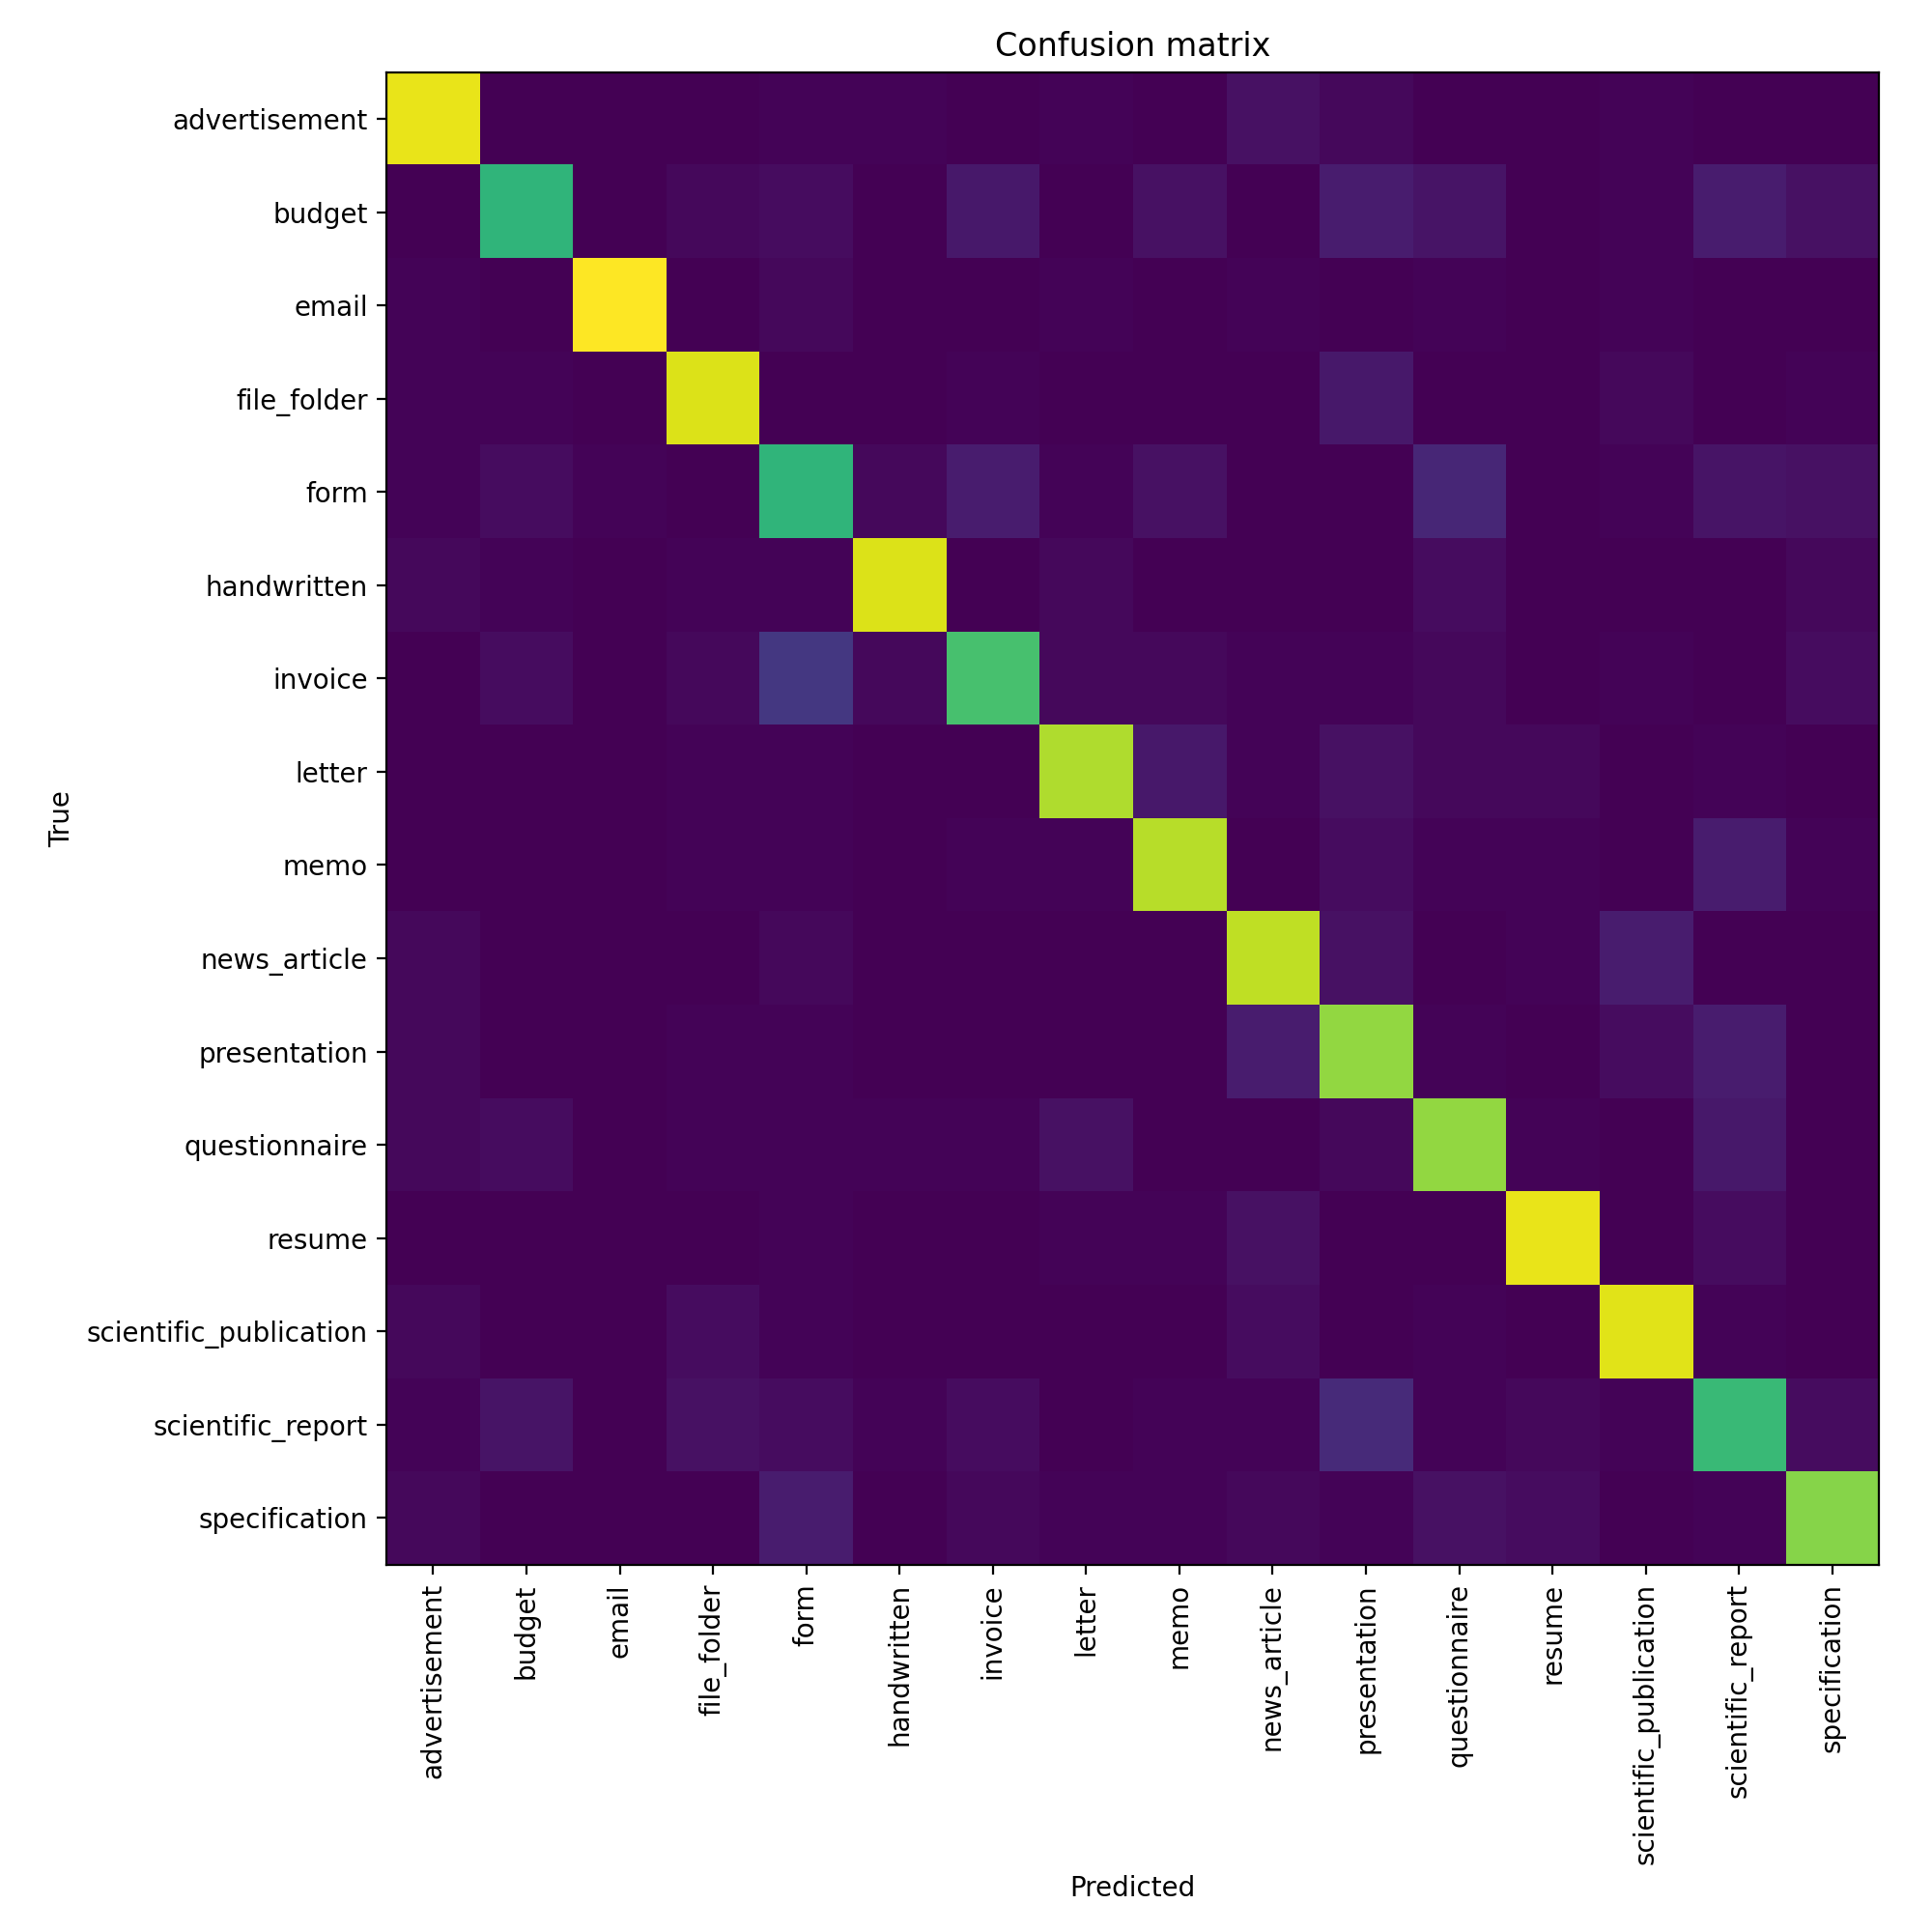 Confusion matrix
advertisement
budget
email
file_folder
form
handwritten
invoice
letter
memo
news_article
presentation
questionnaire
resume
scientific_publication
scientific_report
specification
True
advertisement
budget
email
file_folder
form
handwritten
invoice
letter
memo
news_article
presentation
questionnaire
resume
scientific_publication
scientific_report
specification
Predicted